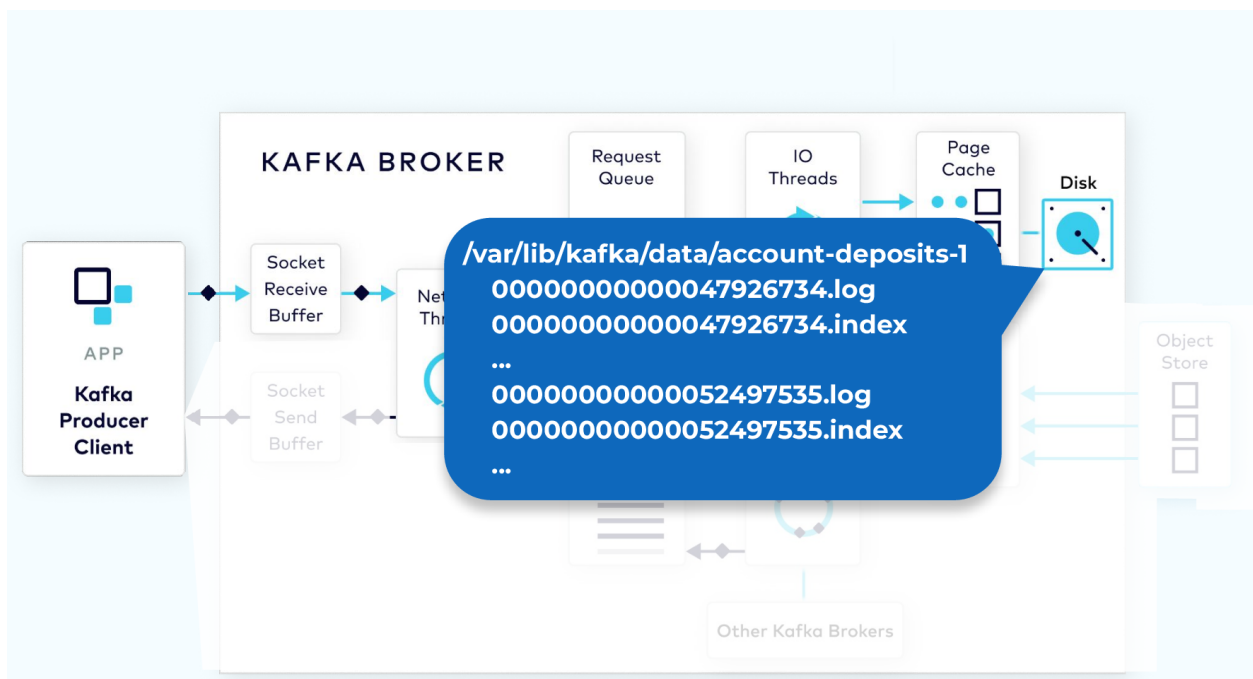 KAFKA BROKER
Request
Queue
IO
Threads
Page
Cache
Disk
Socket
Receive
Buffer
Net
Thr
/var/lib/kafka/data/account-deposits-1
00000000000047926734.log
00000000000047926734.index
...
00000000000052497535.log
00000000000052497535.index
...
APP
Kafka
Producer
Client
Socket
Send
Buffer
Object
Store
Other Kafka Brokers